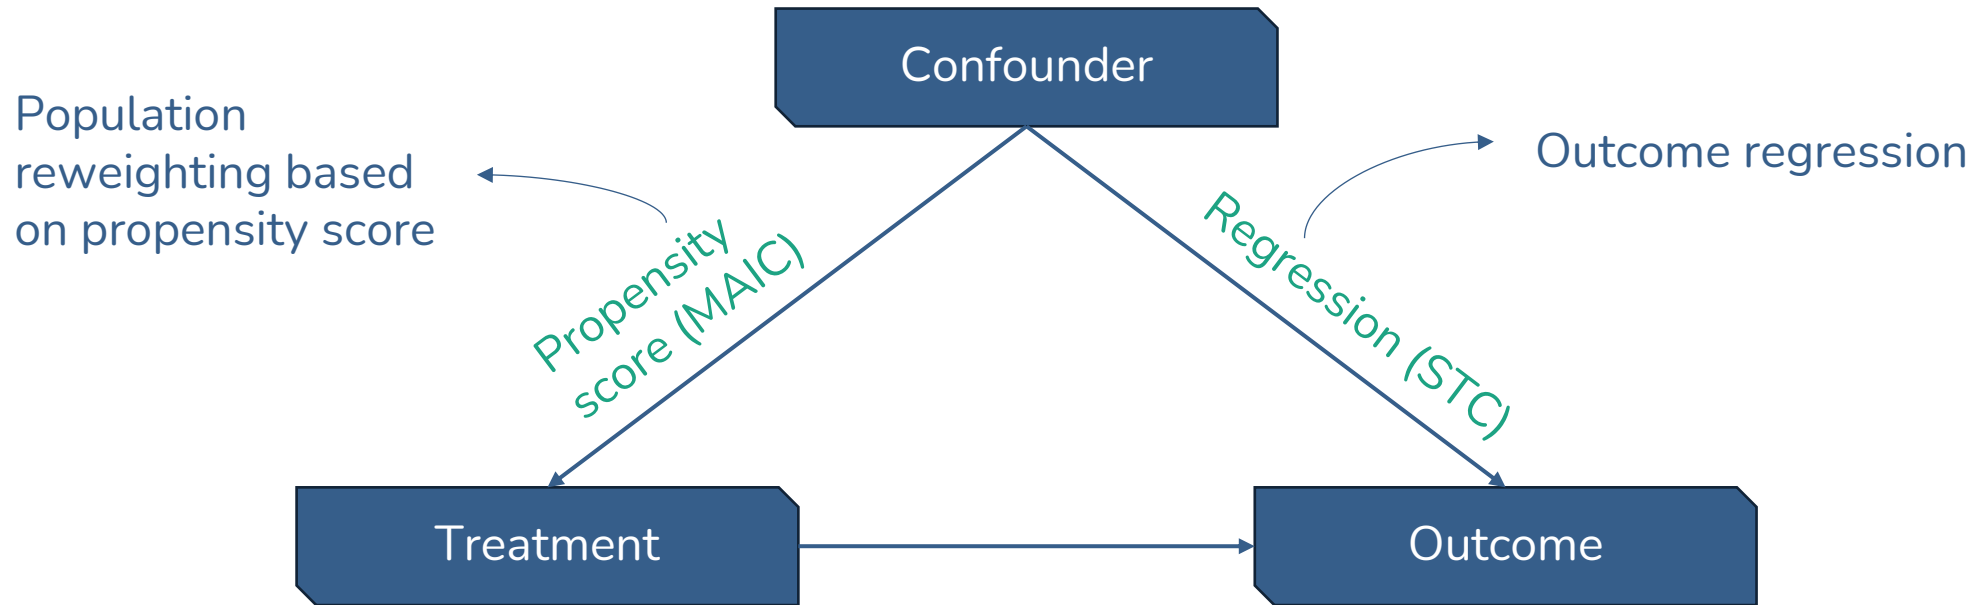 Confounder
Population
reweighting based
on propensity score
Outcome regression
Propensity
score (MAIC)
Regression (STC)
Treatment
Outcome